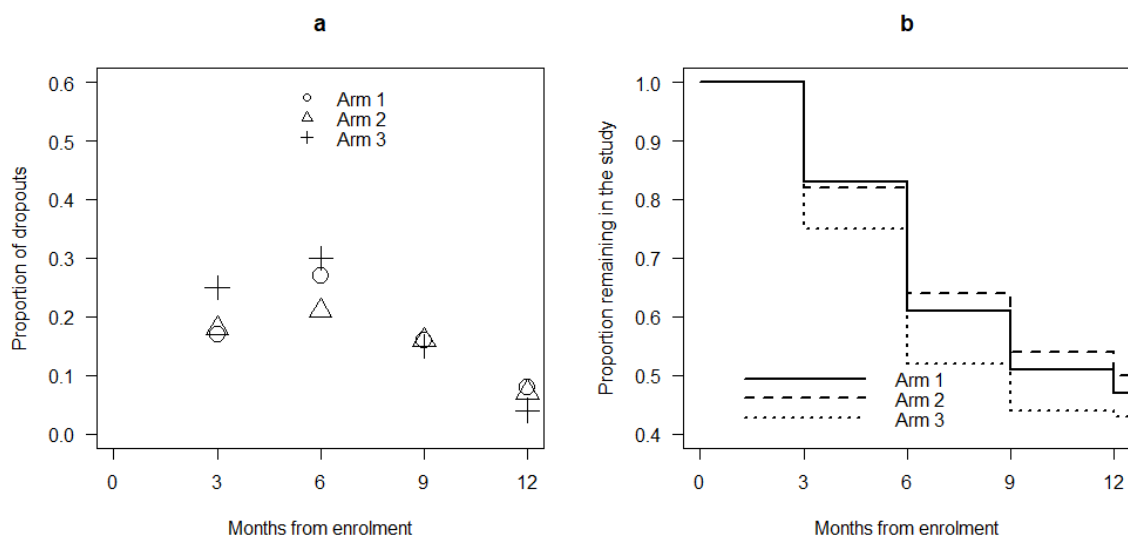 a
Proportion of dropouts
0.6
0.5
0.4
0.3
0.2
0.1
0.0
Arm 1
Arm 2
Arm 3
0 3 6 9 12
Months from enrolment
b
Proportion remaining in the study
1.0
0.9
0.8
0.7
0.6
0.5
0.4
Arm 1
Arm 2
Arm 3
0 3 6 9 12
Months from enrolment